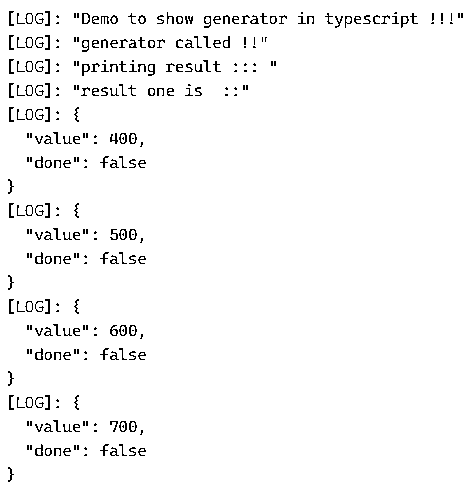 [LOG]: "Demo to show generator in typescript !!!"
[LOG]: "generator called !!"
[LOG]: "printing result ::: "
[LOG]: "result one is  ::"
[LOG]: {
  "value": 400,
  "done": false
}
[LOG]: {
  "value": 500,
  "done": false
}
[LOG]: {
  "value": 600,
  "done": false
}
[LOG]: {
  "value": 700,
  "done": false
}